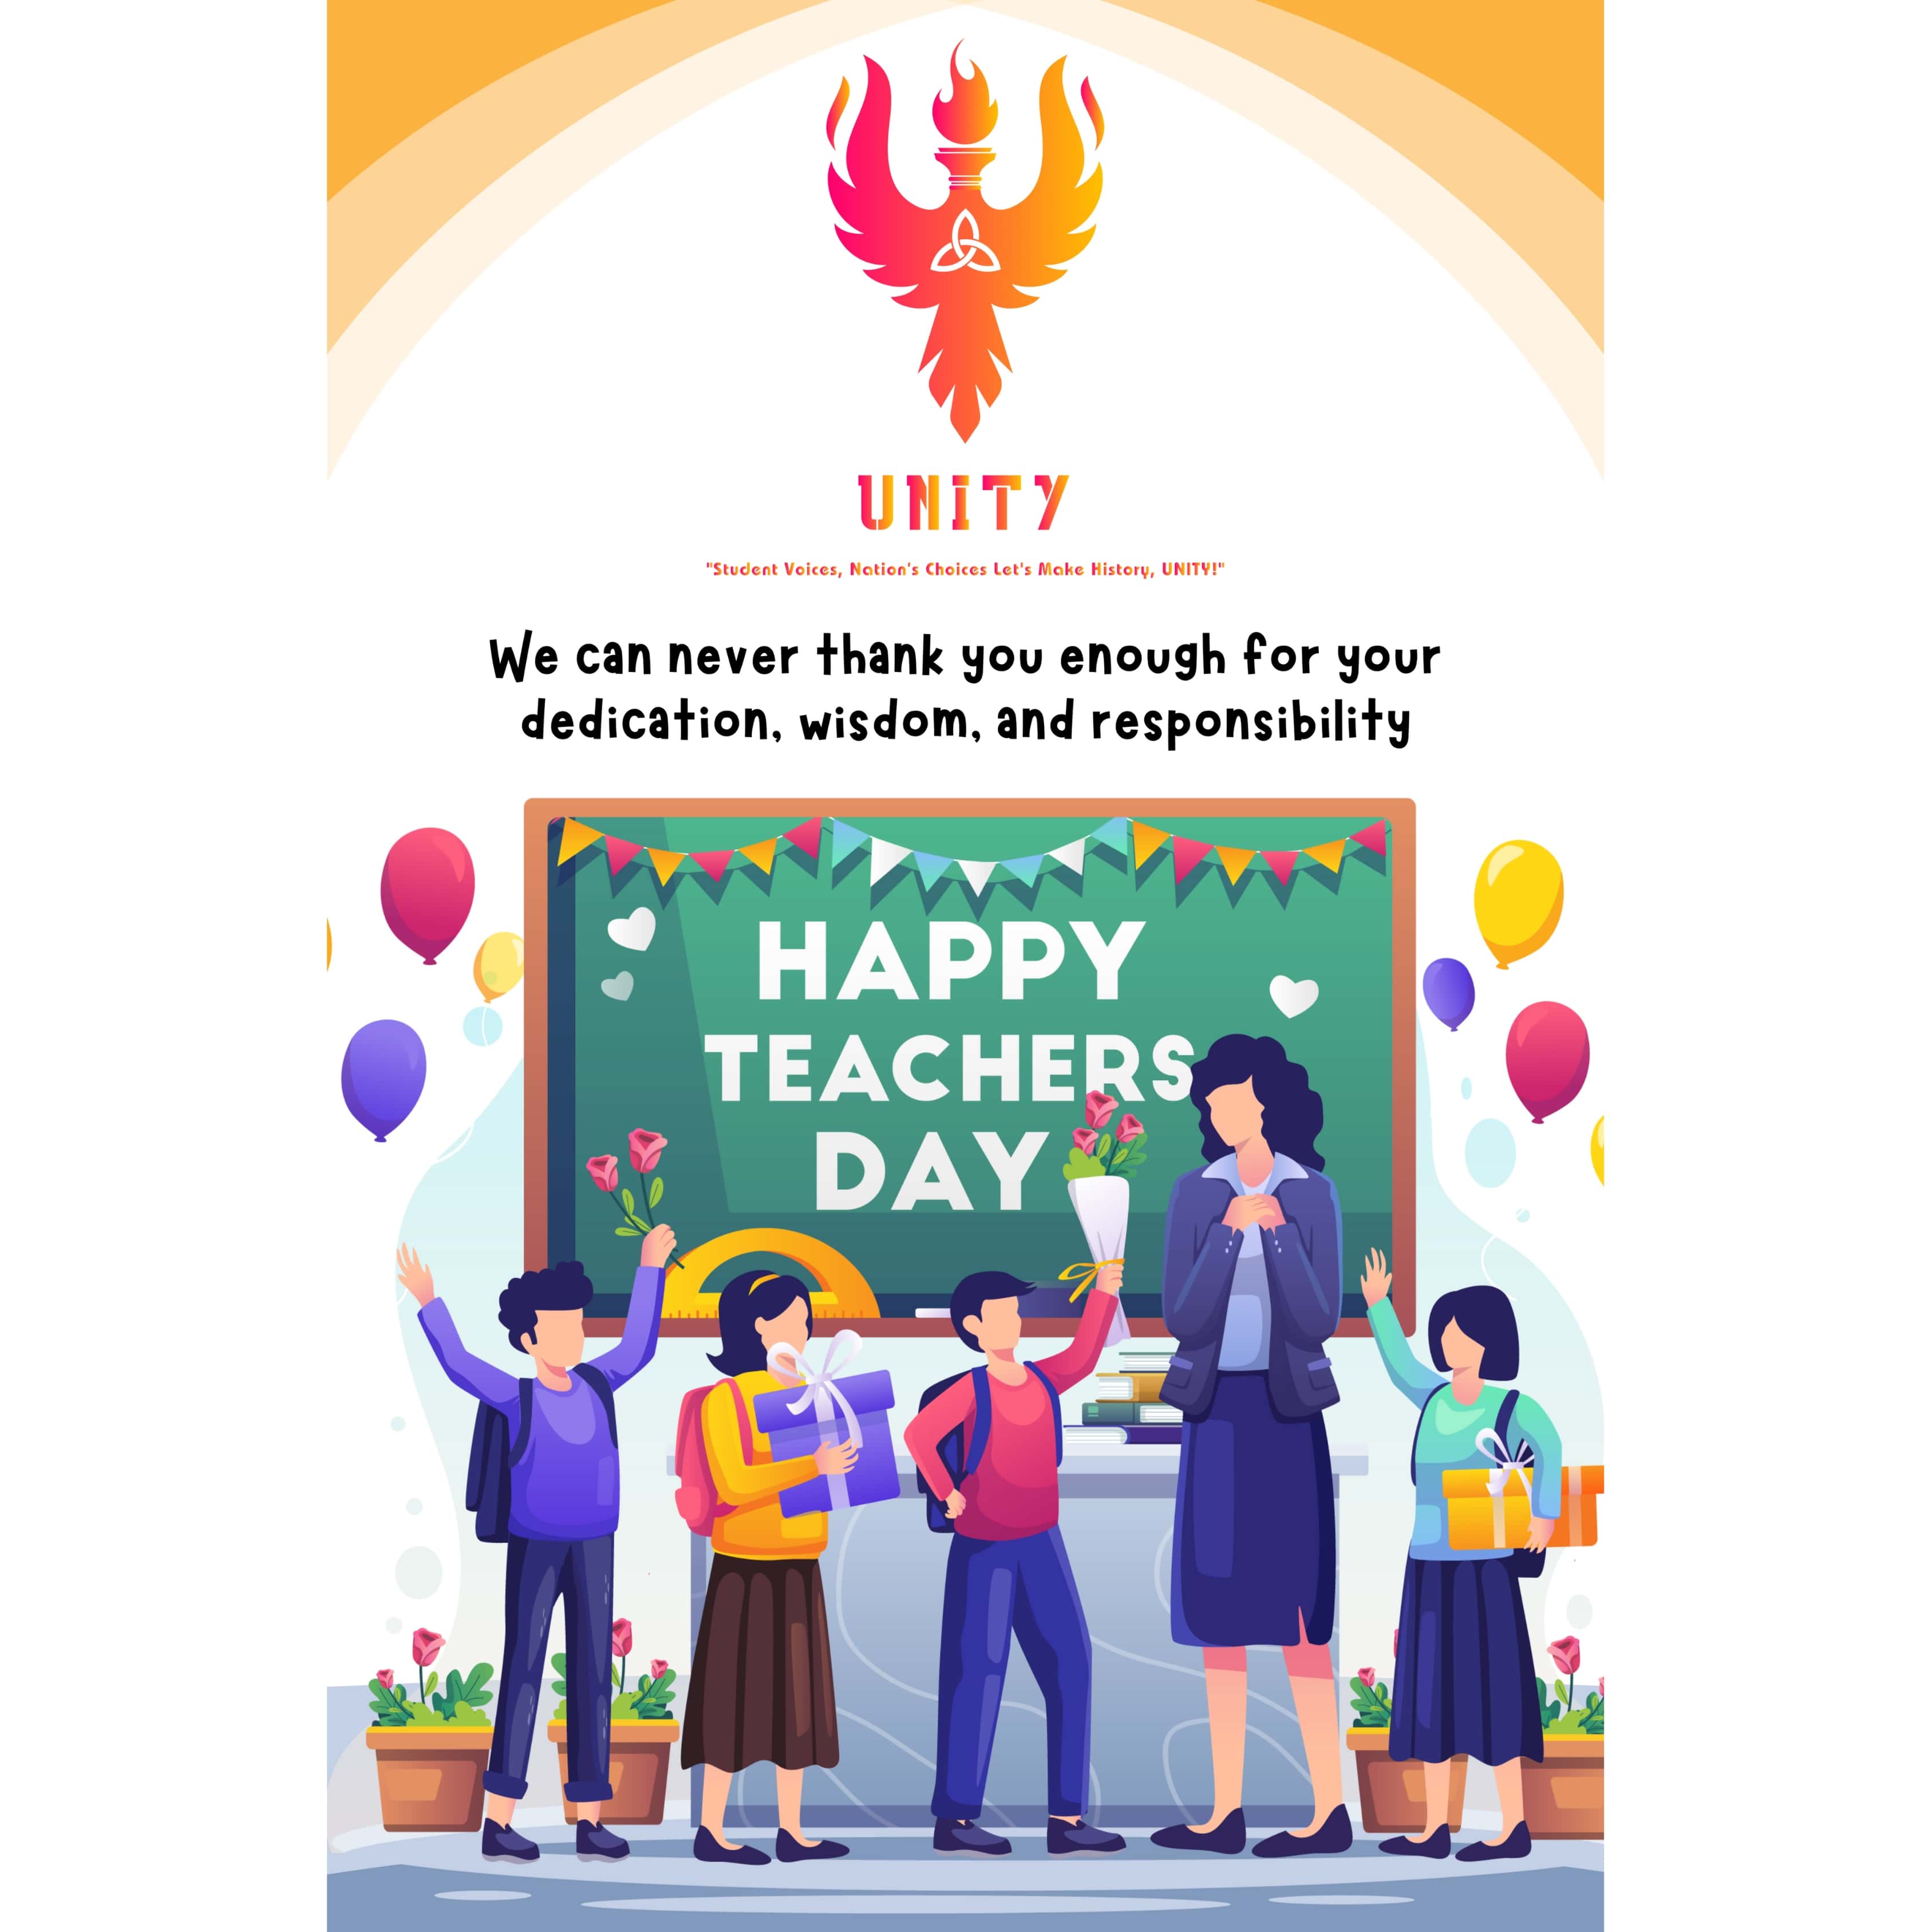 UNITY
"Student Voices, Nation's Choices Let's Make History, UNITY!"
We can never thank you enough for your
dedication, wisdom, and responsibility
HAPPY
TEACHERS
DAY